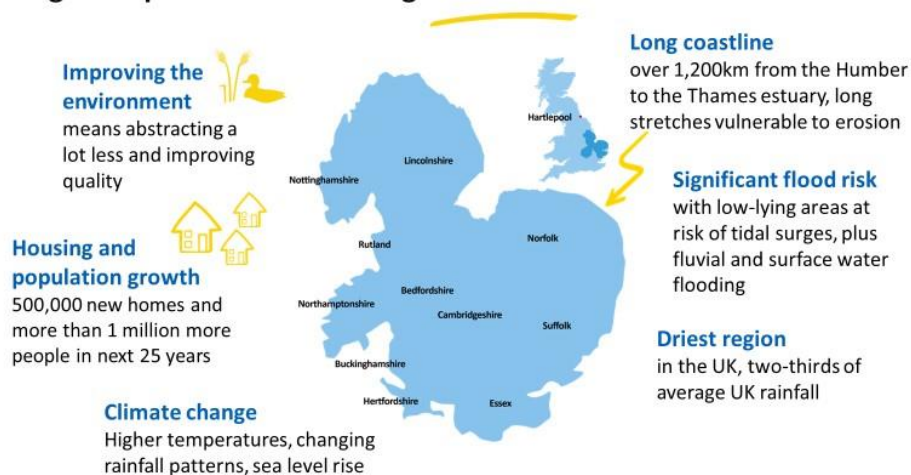 Improving the
environment
means abstracting a
lot less and improving
quality
Housing and
population growth
500,000 new homes and
more than 1 million more
people in next 25 years
Climate change
Higher temperatures, changing
rainfall patterns, sea level rise
Lincolnshire
Nottinghamshire
Rutland
Norfolk
Bedfordshire
Northamptonshire
Cambridgeshire
Suffolk
Buckinghamshire
Hertfordshire
Essex
Hartlepool
Long coastline
over 1,200km from the Humber
to the Thames estuary, long
stretches vulnerable to erosion
Significant flood risk
with low-lying areas at
risk of tidal surges, plus
fluvial and surface water
flooding
Driest region
in the UK, two-thirds of
average UK rainfall